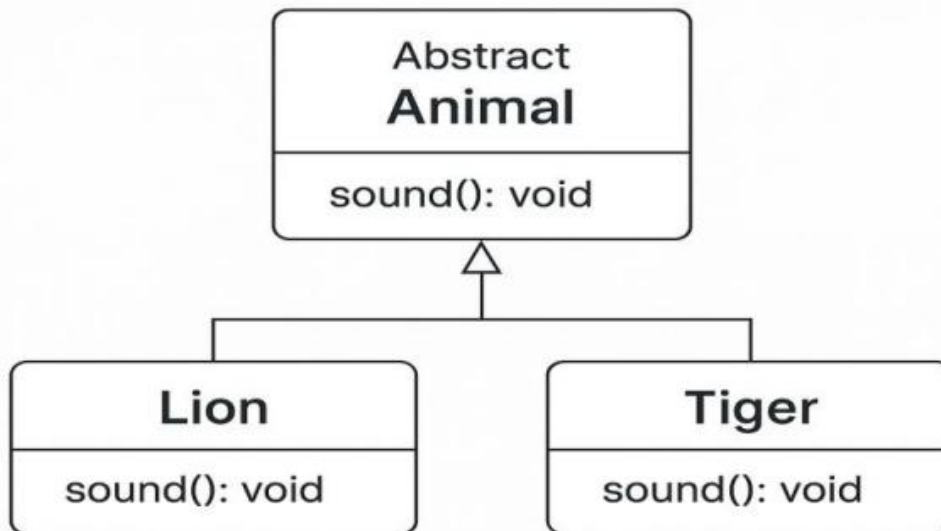 Abstract
Animal
sound(): void
Lion
sound(): void
Tiger
sound(): void